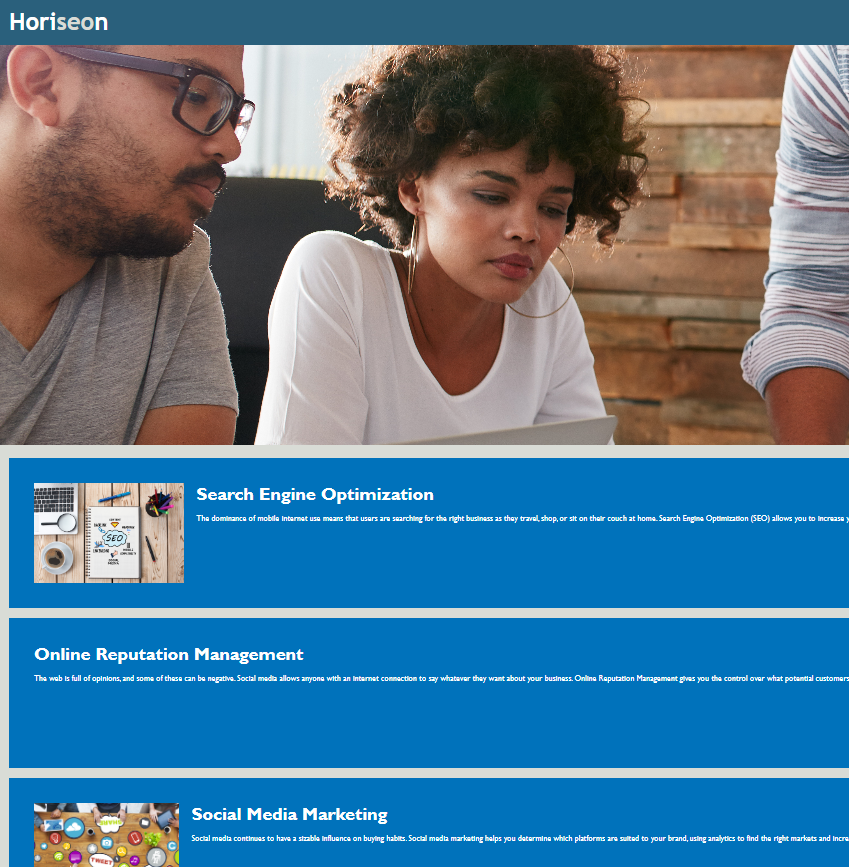 Horiseon
Search Engine Optimization
The dominance of mobile internet use means that users are searching for the right business as they travel, shop, or sit on their couch at home. Search Engine Optimization (SEO) allows you to increase
SEO
Online Reputation Management
The web is full of opinions, and some of these can be negative. Social media allows anyone with an internet connection to say whatever they want about your business. Online Reputation Management gives you the control over what potential customers
Social Media Marketing
Social media continues to have a sizable influence on buying habits. Social media marketing helps you determine which platforms are suited to your brand, using analytics to find the right markets and
TWEET